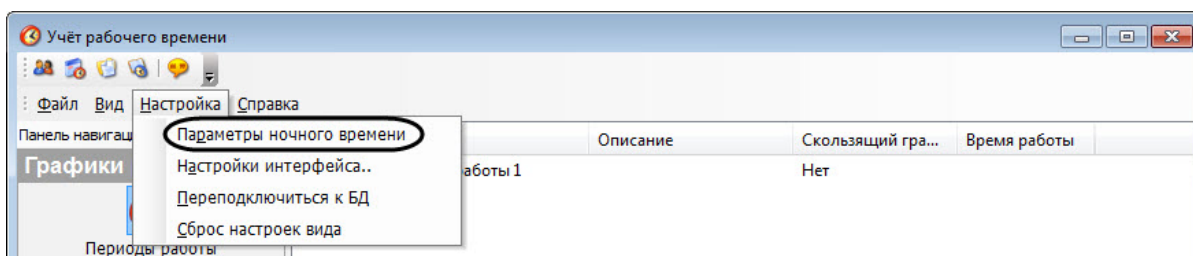 Учёт рабочего времени
Файл Вид Настройка Справка
Панель навигац
Параметры ночного времени
Описание Скользящий гра... Время работы
Графики
Настройки интерфейса..
аботы 1 Нет
Переподключиться к БД
Сброс настроек вида
Периоды работы